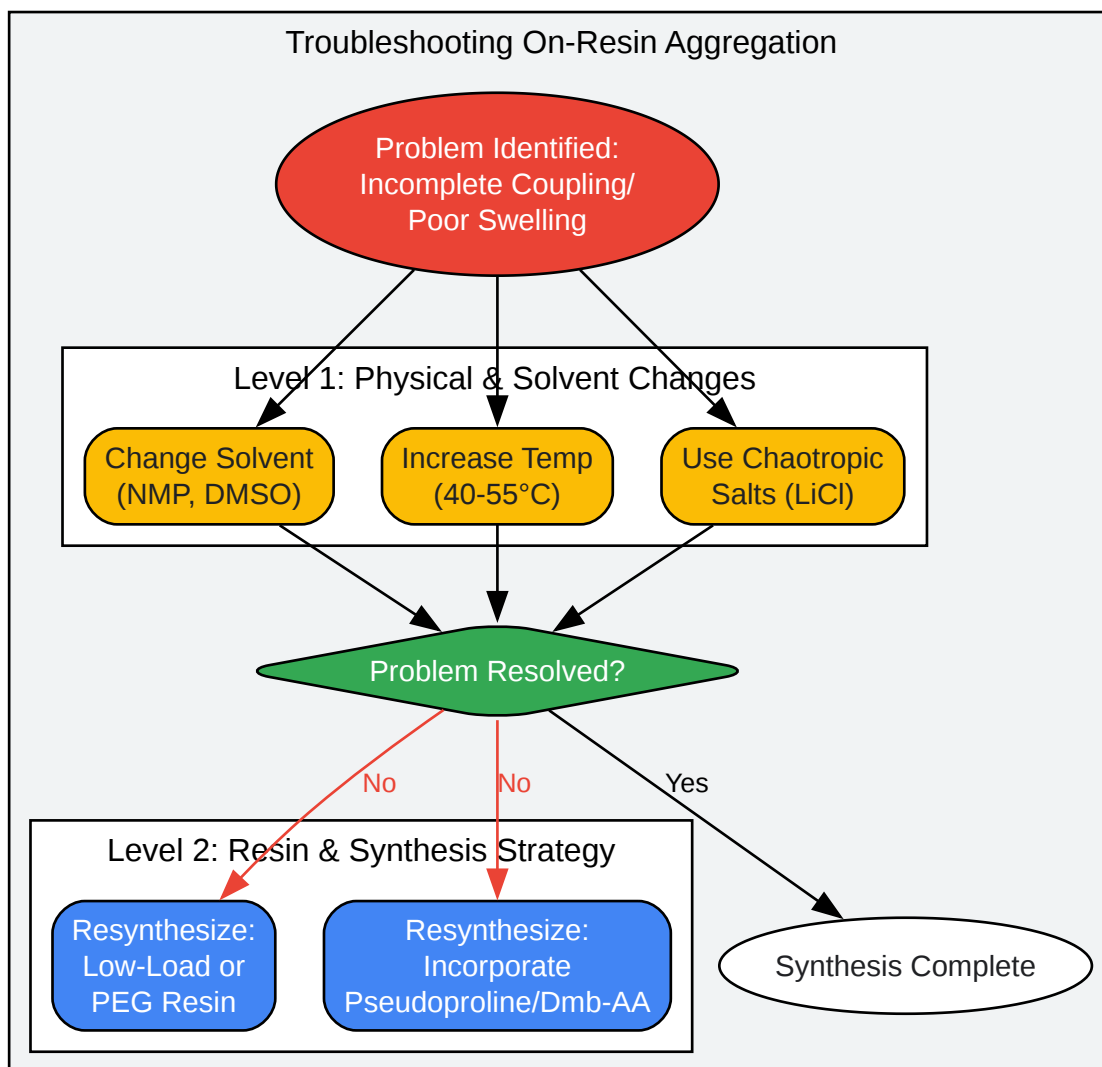 Troubleshooting On-Resin Aggregation
Problem Identified:
Incomplete Coupling/
Poor Swelling
Level 1: Physical & Solvent Changes
Change Solvent
(NMP, DMSO)
Increase Temp
(40-55°C)
Use Chaotropic
Salts (LiCl)
Problem Resolved?
No
No
Yes
Level 2: Resin & Synthesis Strategy
Resynthesize:
Low-Load or
PEG Resin
Resynthesize:
Incorporate
Pseudoproline/Dmb-AA
Synthesis Complete